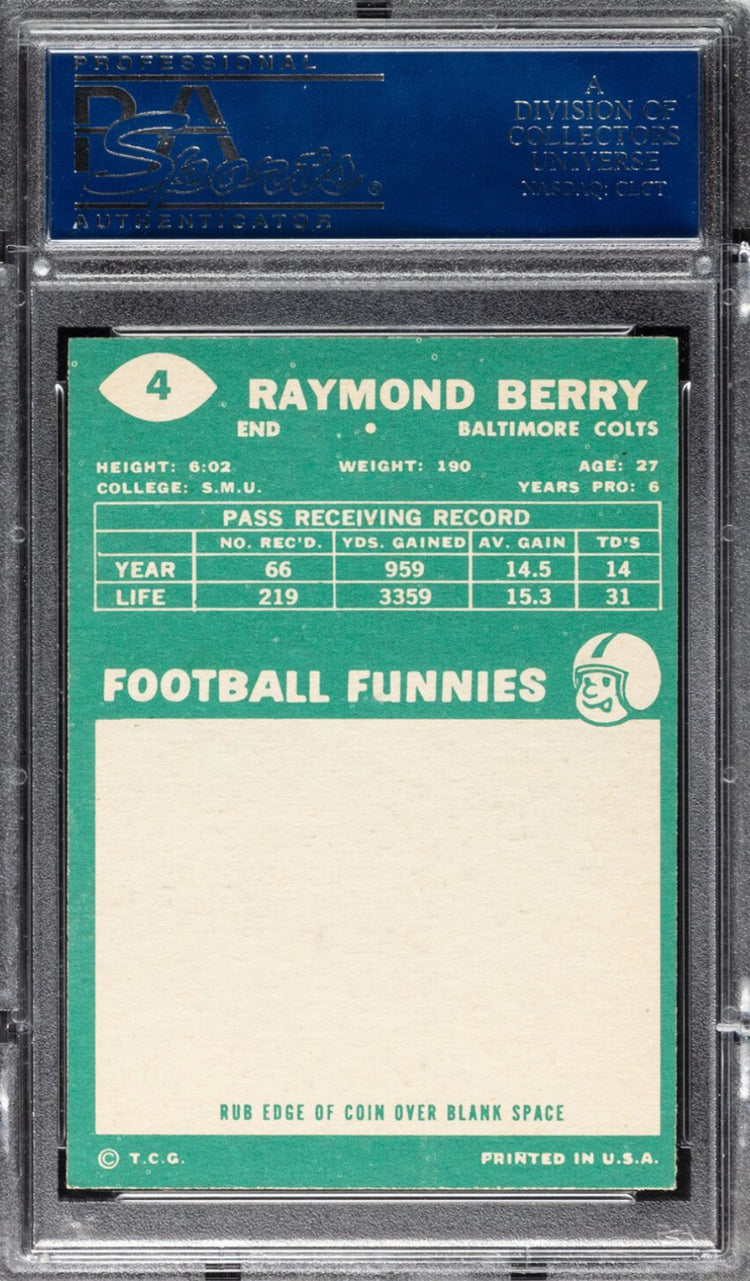 PROFESSIONAL
PSA
Sports
AUTHENTICATOR
A
DIVISION OF
COLLECTORS
UNIVERSE
NASDAQ: CLCT
4
RAYMOND BERRY
END • BALTIMORE COLTS
HEIGHT: 6:02 WEIGHT: 190 AGE: 27
COLLEGE: S.M.U. YEARS PRO: 6
PASS RECEIVING RECORD
NO. REC'D. YDS. GAINED AV. GAIN TD'S
YEAR 66 959 14.5 14
LIFE 219 3359 15.3 31
FOOTBALL FUNNIES
RUB EDGE OF COIN OVER BLANK SPACE
© T.C.G. PRINTED IN U.S.A.